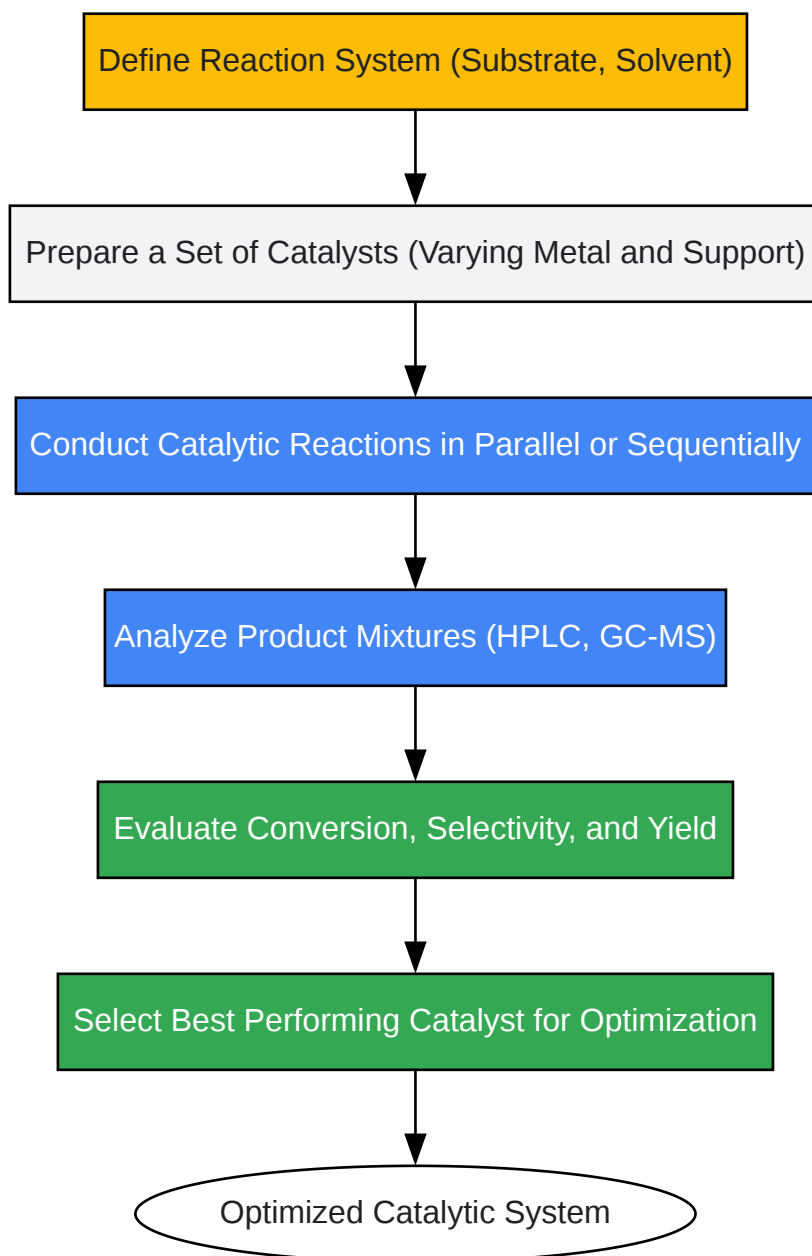 Define Reaction System (Substrate, Solvent)
Prepare a Set of Catalysts (Varying Metal and Support)
Conduct Catalytic Reactions in Parallel or Sequentially
Analyze Product Mixtures (HPLC, GC-MS)
Evaluate Conversion, Selectivity, and Yield
Select Best Performing Catalyst for Optimization
Optimized Catalytic System